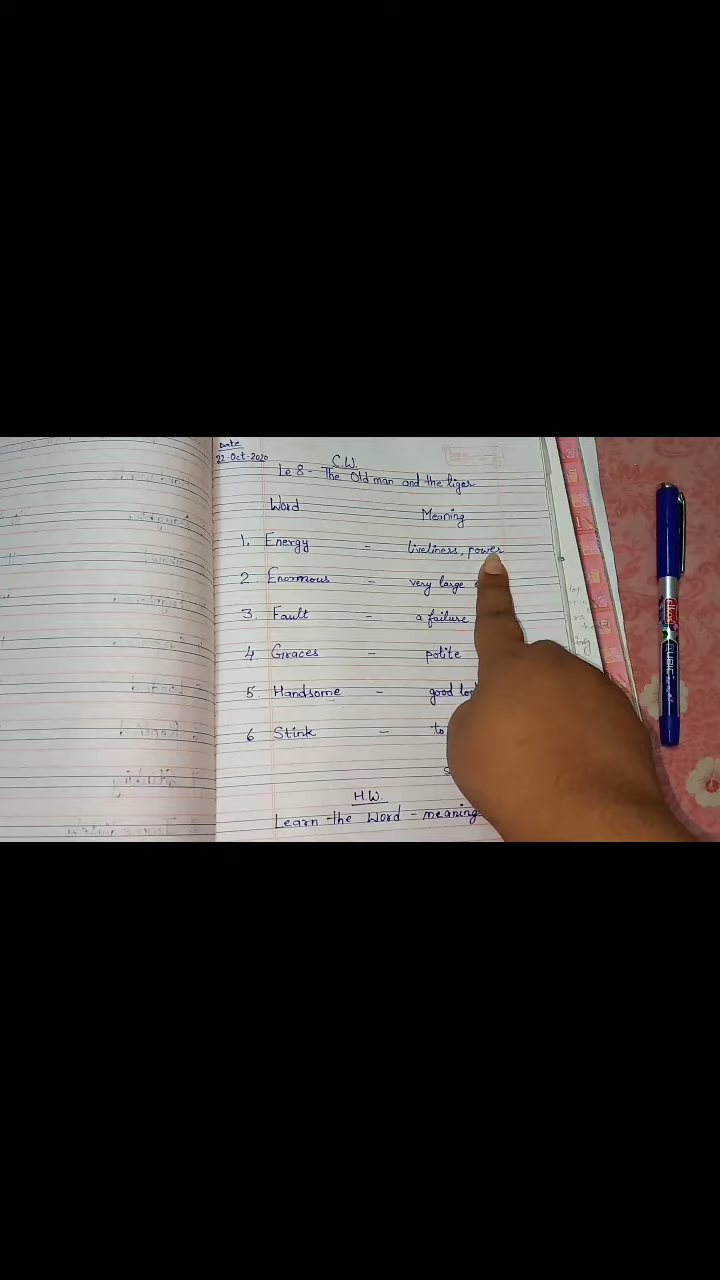 Date
22-Oct-2020
C.W.
Le 8 - The Old man and the tiger
Word Meaning
1. Energy - liveliness, power
2 Enormous - very large
3. Fault - a failure
4. Graces - polite
5 Handsome - good
6 Stink - to
H.W.
Learn the Word - meaning